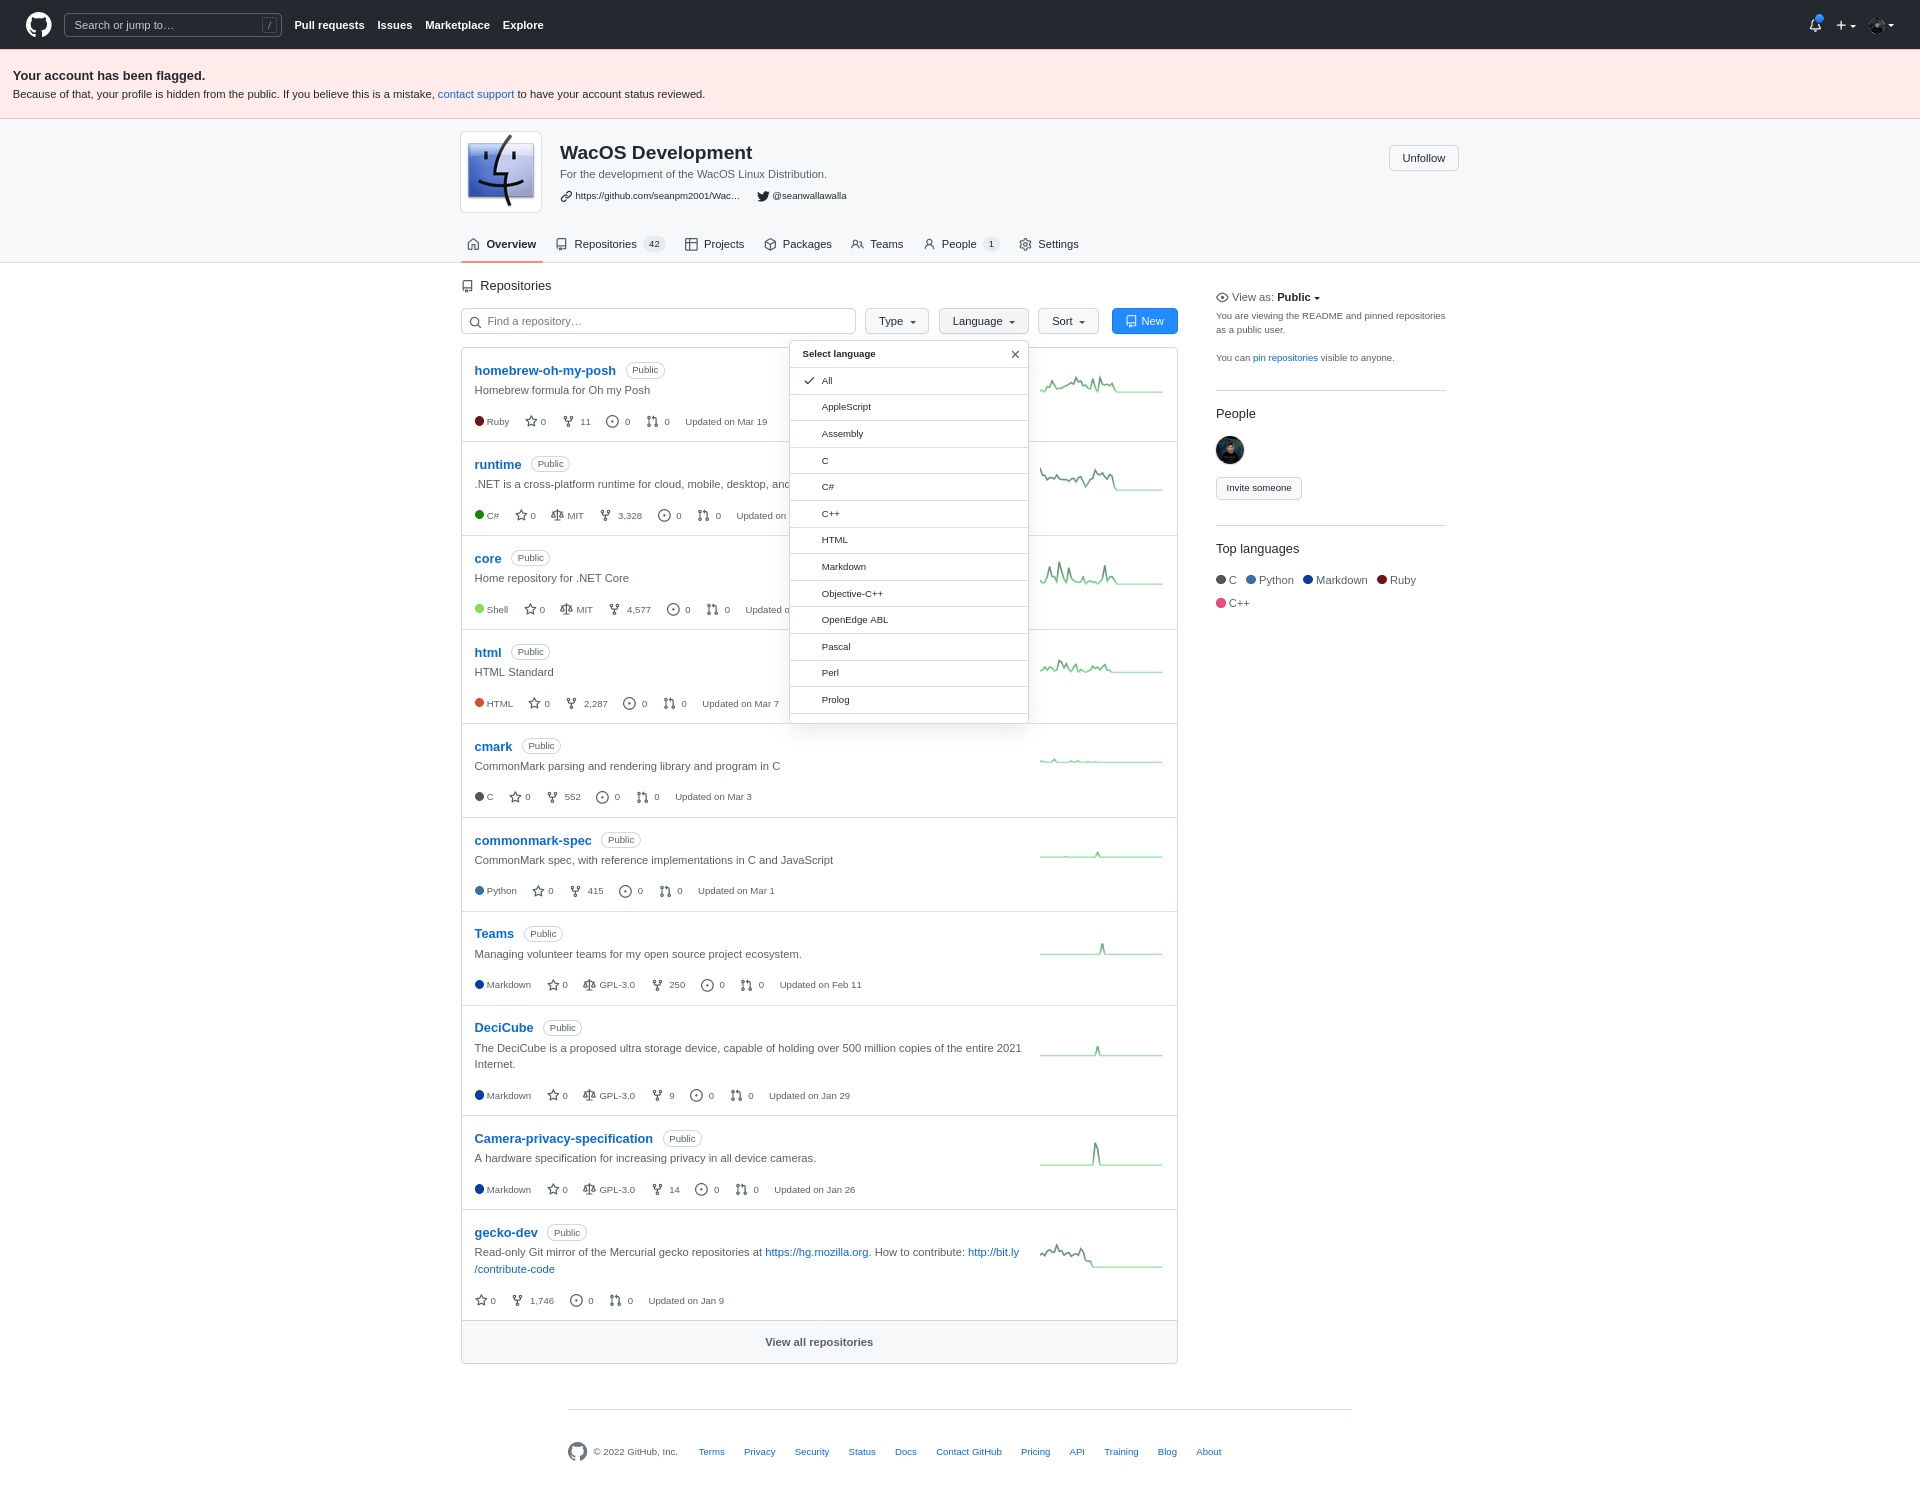 Search or jump to…
/
Pull requests Issues Marketplace Explore
Your account has been flagged.
Because of that, your profile is hidden from the public. If you believe this is a mistake, contact support to have your account status reviewed.
WacOS Development
For the development of the WacOS Linux Distribution.
https://github.com/seanpm2001/Wac… @seanwallawalla
Unfollow
Overview Repositories 42 Projects Packages Teams People 1 Settings
Repositories
Find a repository… Type Language Sort New
Select language
All
AppleScript
Assembly
C
C#
C++
HTML
Markdown
Objective-C++
OpenEdge ABL
Pascal
Perl
Prolog
homebrew-oh-my-posh Public
Homebrew formula for Oh my Posh
Ruby 0 11 0 0 Updated on Mar 19
runtime Public
.NET is a cross-platform runtime for cloud, mobile, desktop, and
C# 0 MIT 3,328 0 0 Updated on
core Public
Home repository for .NET Core
Shell 0 MIT 4,577 0 0 Updated o
html Public
HTML Standard
HTML 0 2,287 0 0 Updated on Mar 7
cmark Public
CommonMark parsing and rendering library and program in C
C 0 552 0 0 Updated on Mar 3
commonmark-spec Public
CommonMark spec, with reference implementations in C and JavaScript
Python 0 415 0 0 Updated on Mar 1
Teams Public
Managing volunteer teams for my open source project ecosystem.
Markdown 0 GPL-3.0 250 0 0 Updated on Feb 11
DeciCube Public
The DeciCube is a proposed ultra storage device, capable of holding over 500 million copies of the entire 2021
Internet.
Markdown 0 GPL-3.0 9 0 0 Updated on Jan 29
Camera-privacy-specification Public
A hardware specification for increasing privacy in all device cameras.
Markdown 0 GPL-3.0 14 0 0 Updated on Jan 26
gecko-dev Public
Read-only Git mirror of the Mercurial gecko repositories at https://hg.mozilla.org. How to contribute: http://bit.ly
/contribute-code
0 1,746 0 0 Updated on Jan 9
View all repositories
View as: Public
You are viewing the README and pinned repositories
as a public user.
You can pin repositories visible to anyone.
People
Invite someone
Top languages
C Python Markdown Ruby
C++
© 2022 GitHub, Inc. Terms Privacy Security Status Docs Contact GitHub Pricing API Training Blog About